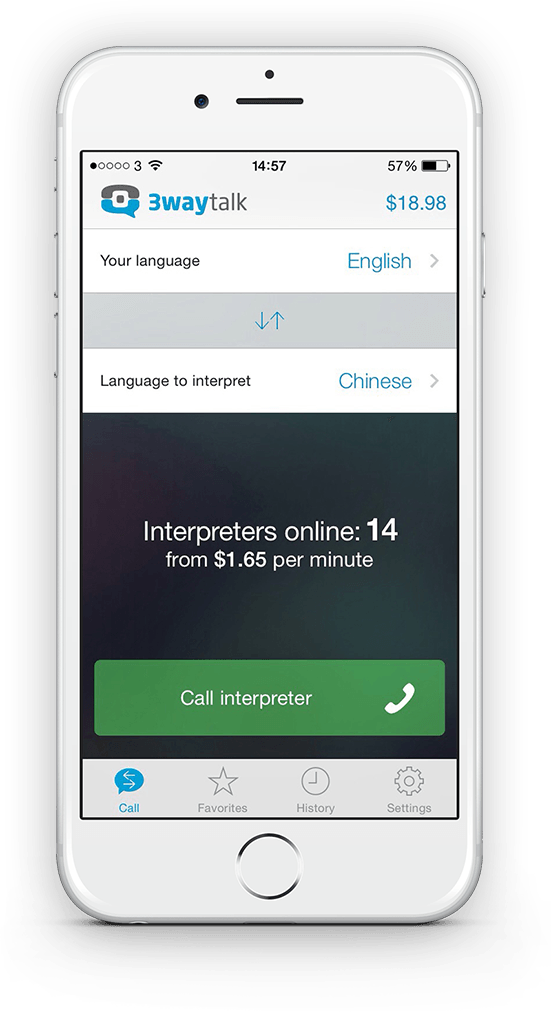 3 14:57 57%
3waytalk $18.98
Your language English
Language to interpret Chinese
Interpreters online: 14
from $1.65 per minute
Call interpreter
Call Favorites History Settings